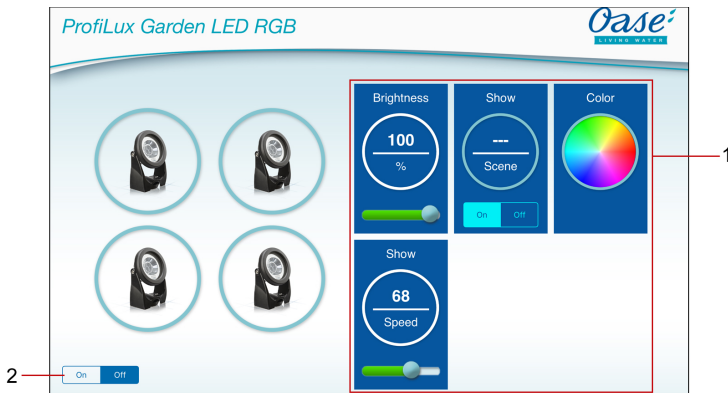 ProfiLux Garden LED RGB
Oase
LIVING WATER
Brightness
100
%
Show
---
Scene
On Off
Color
1
Show
68
Speed
2
On Off